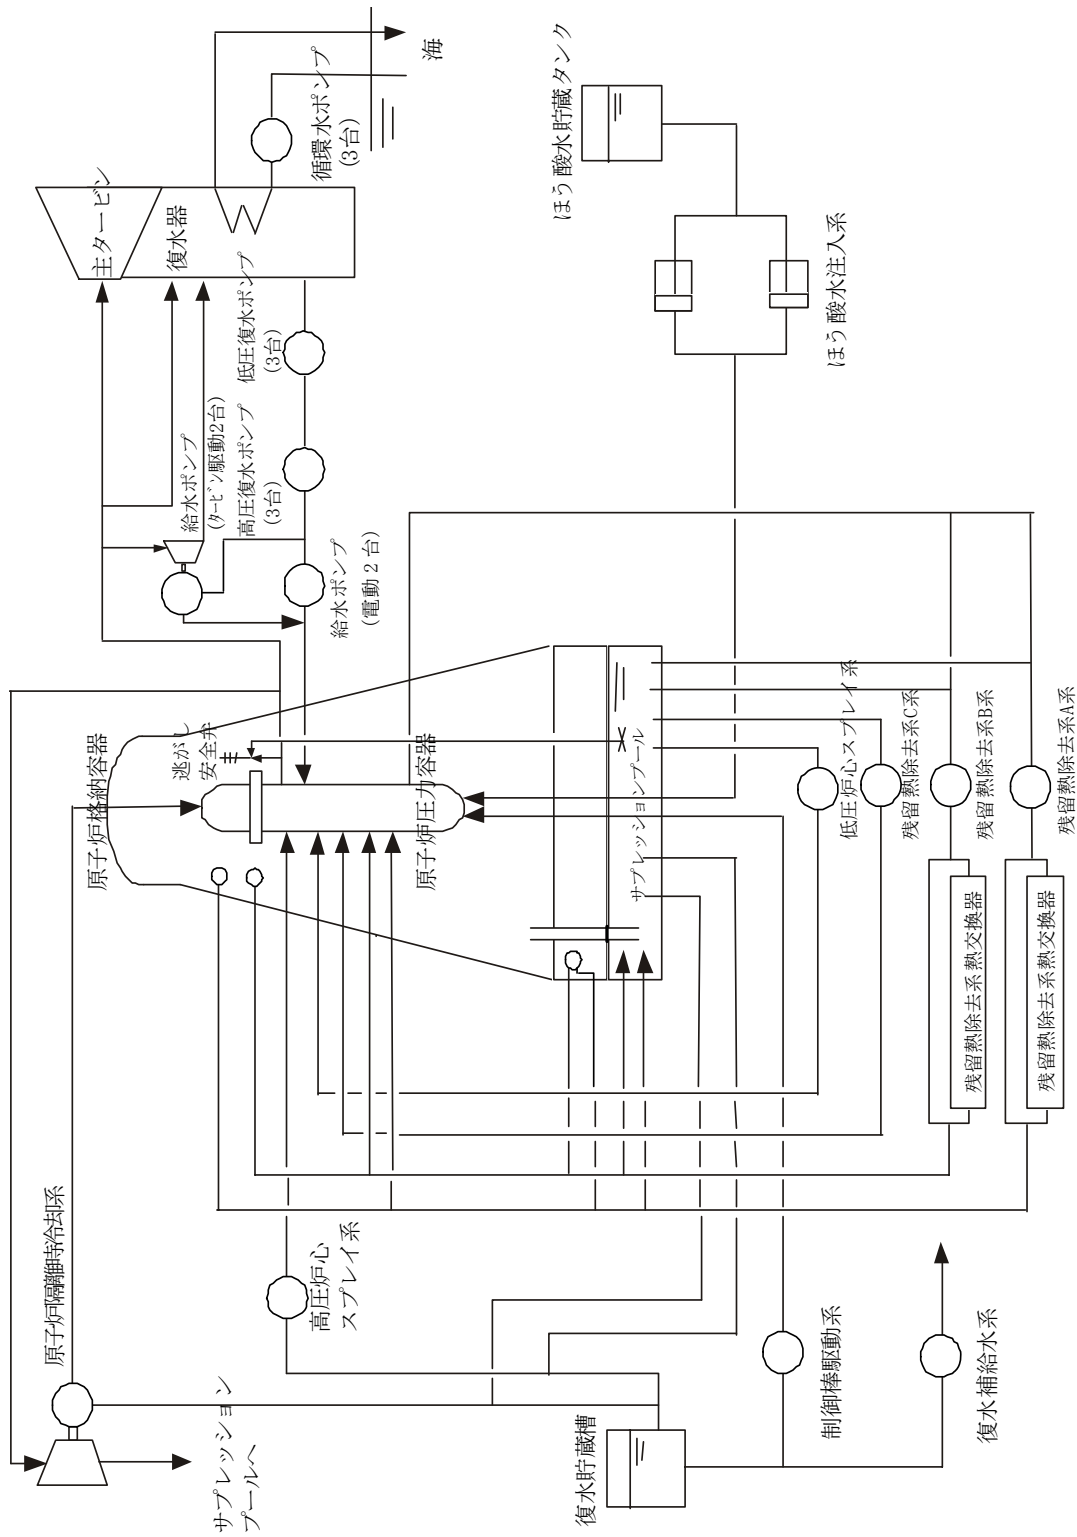 原子炉隔離時冷却系
サプレッション
プールへ
高圧炉心
スプレイ系
復水貯蔵槽
制御棒駆動系
復水補給水系
原子炉格納容器
逃がし
安全弁
原子炉圧力容器
サプレッションプール
低圧炉心スプレイ系
残留熱除去系C系
残留熱除去系B系
残留熱除去系A系
残留熱除去系熱交換器
残留熱除去系熱交換器
給水ポンプ
(タービン駆動2台)
高圧復水ポンプ
(3台)
給水ポンプ
(電動2台)
低圧復水ポンプ
(3台)
主タービン
復水器
循環水ポンプ
(3台)
海
ほう酸水貯蔵タンク
ほう酸水注入系